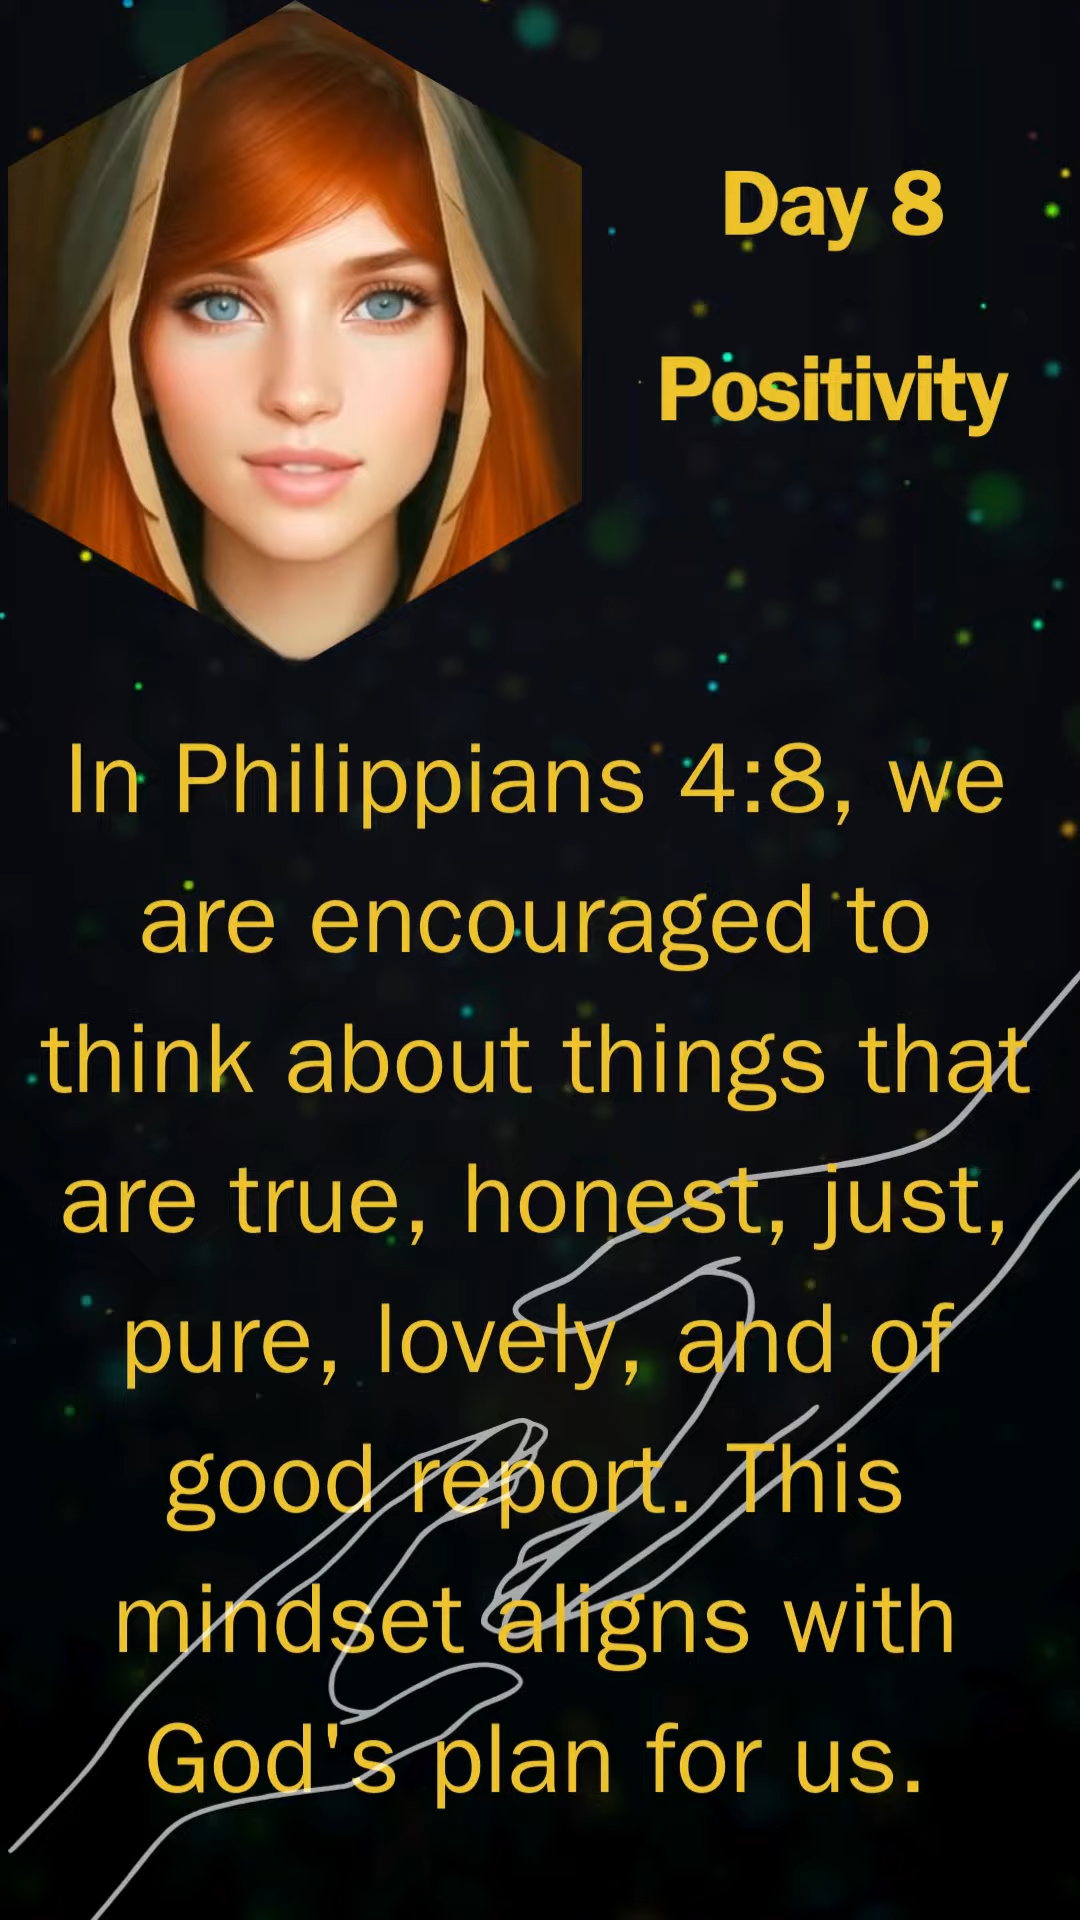 Day 8
Positivity
In Philippians 4:8, we
are encouraged to
think about things that
are true, honest, just,
pure, lovely, and of
good report. This
mindset aligns with
God's plan for us.